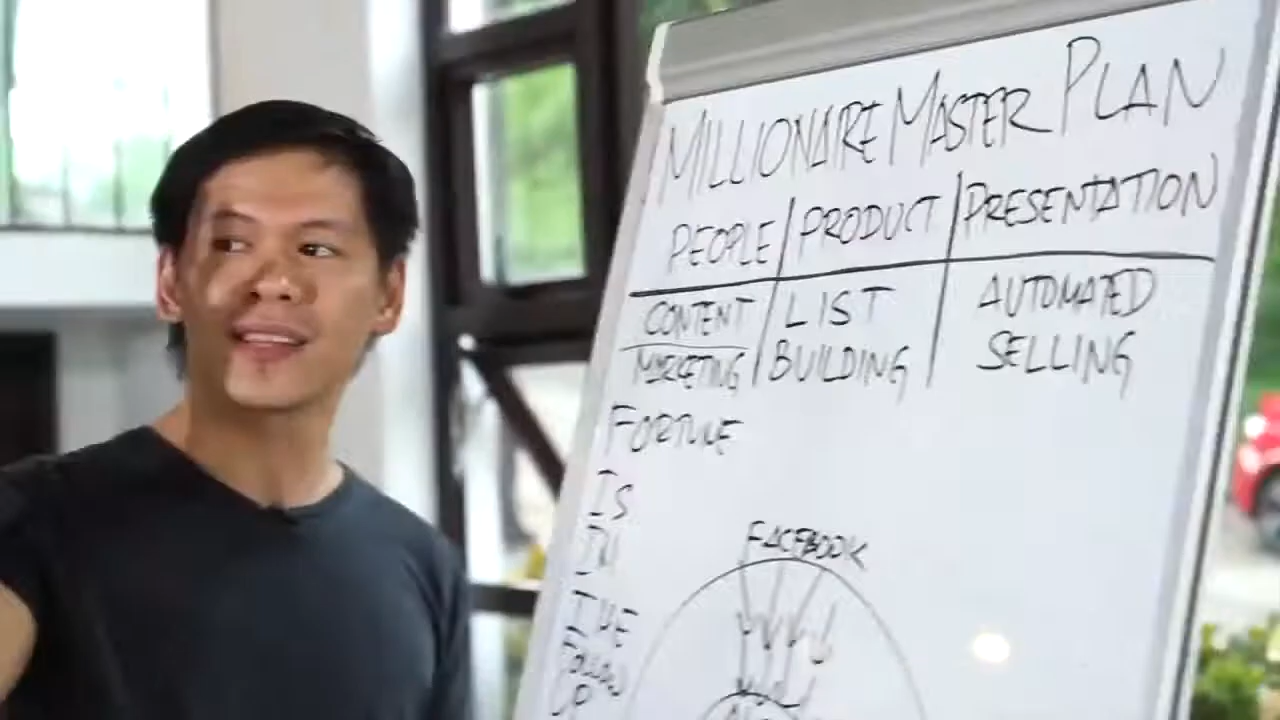 MILLIONAIRE MASTER PLAN
PEOPLE PRODUCT PRESENTATION
CONTENT LIST AUTOMATED
MARKETING BUILDING SELLING
FORTUNE
IS
IN
THE
FOLLOW
UP
FACEBOOK